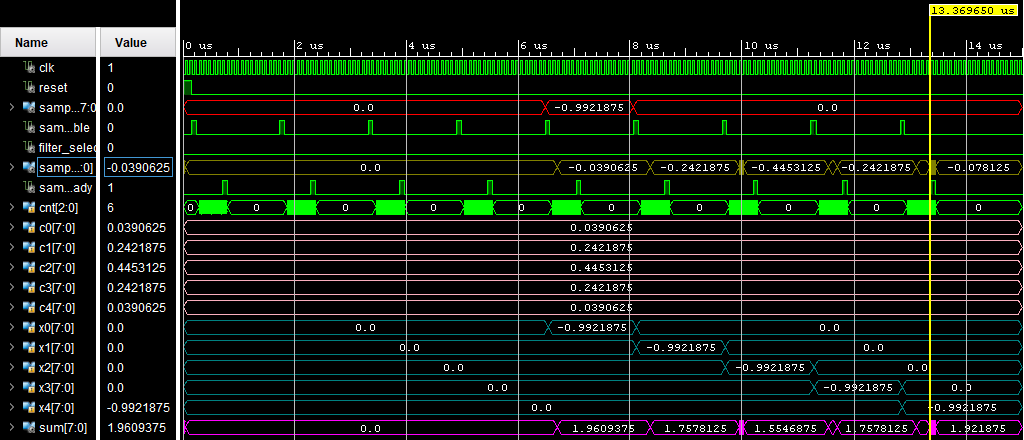 13.369650 us
Name Value 0 us 2 us 4 us 6 us 8 us 10 us 12 us 14 us
clk 1
reset 0
samp...7:0 0.0 0.0 -0.9921875 0.0
sam...ble 0
filter_selec 0
samp...:0] -0.0390625 0.0 -0.0390625 -0.2421875 -0.4453125 -0.2421875 -0.078125
sam...ady 1
cnt[2:0] 6 0 0 0 0 0 0 0 0 0 0
c0[7:0] 0.0390625 0.0390625
c1[7:0] 0.2421875 0.2421875
c2[7:0] 0.4453125 0.4453125
c3[7:0] 0.2421875 0.2421875
c4[7:0] 0.0390625 0.0390625
x0[7:0] 0.0 0.0 -0.9921875 0.0
x1[7:0] 0.0 0.0 -0.9921875 0.0
x2[7:0] 0.0 0.0 -0.9921875 0.0
x3[7:0] 0.0 0.0 -0.9921875 0.0
x4[7:0] -0.9921875 0.0 -0.9921875
sum[7:0] 1.9609375 0.0 1.9609375 1.7578125 1.5546875 1.7578125 1.921875